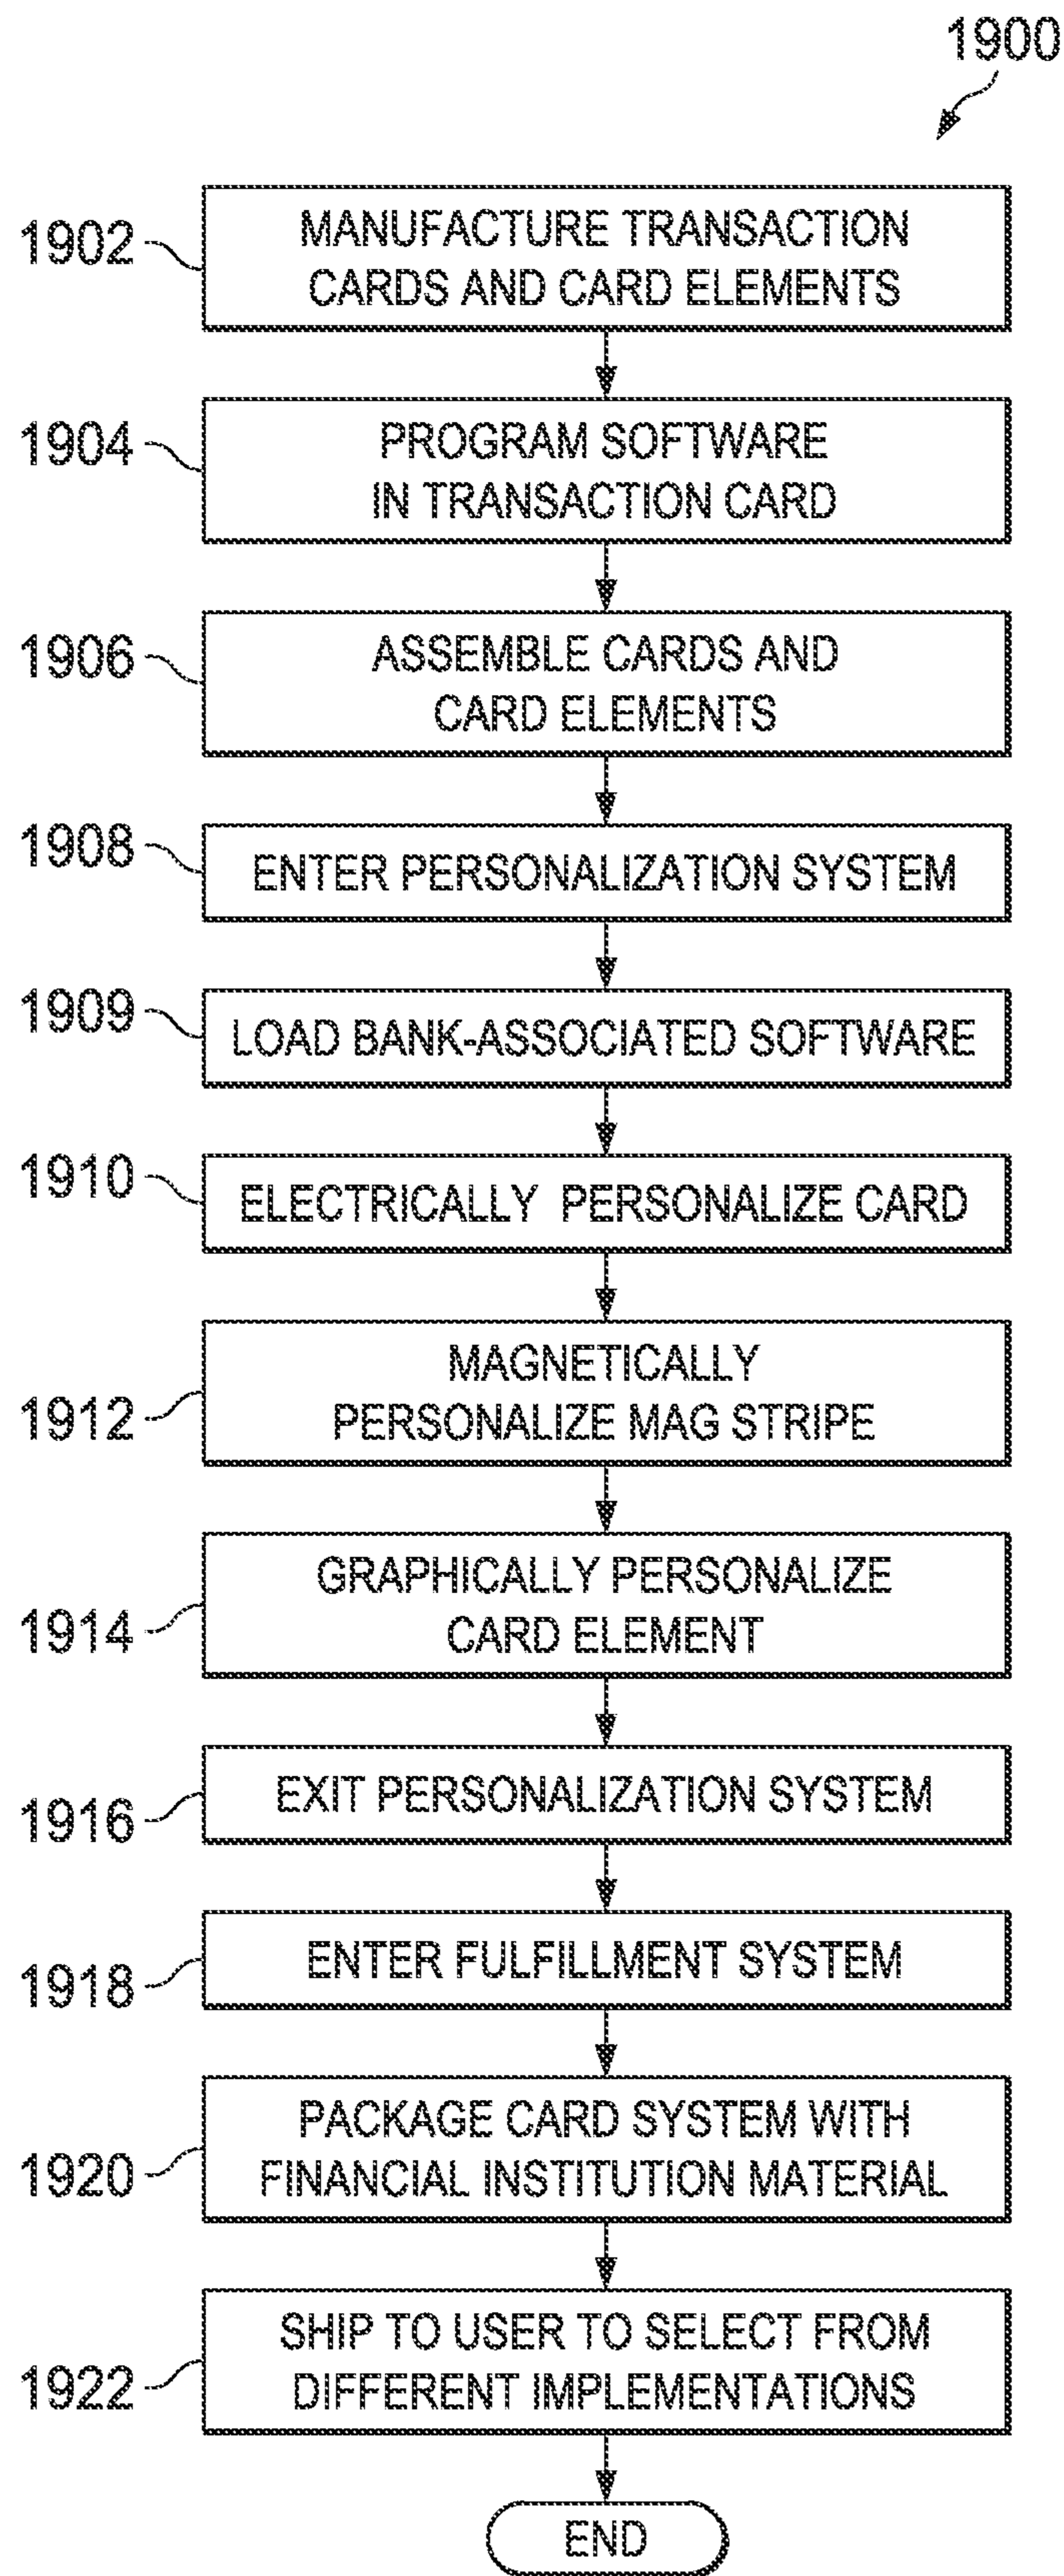 1900
1902
MANUFACTURE TRANSACTION
CARDS AND CARD ELEMENTS
1904
PROGRAM SOFTWARE
IN TRANSACTION CARD
1906
ASSEMBLE CARDS AND
CARD ELEMENTS
1908
ENTER PERSONALIZATION SYSTEM
1909
LOAD BANK-ASSOCIATED SOFTWARE
1910
ELECTRICALLY PERSONALIZE CARD
1912
MAGNETICALLY
PERSONALIZE MAG STRIPE
1914
GRAPHICALLY PERSONALIZE
CARD ELEMENT
1916
EXIT PERSONALIZATION SYSTEM
1918
ENTER FULFILLMENT SYSTEM
1920
PACKAGE CARD SYSTEM WITH
FINANCIAL INSTITUTION MATERIAL
1922
SHIP TO USER TO SELECT FROM
DIFFERENT IMPLEMENTATIONS
END